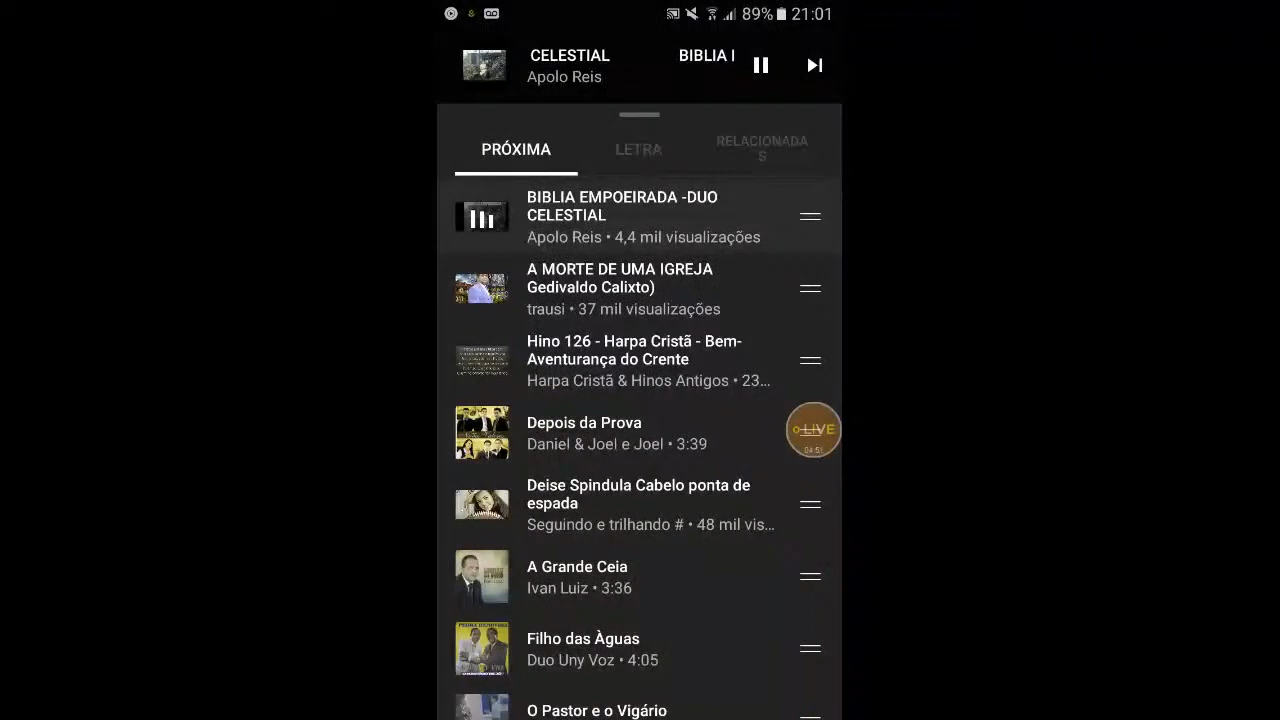 89% 21:01
CELESTIAL BIBLIA
Apolo Reis
PRÓXIMA LETRA RELACIONADA
S
BIBLIA EMPOEIRADA -DUO
CELESTIAL
Apolo Reis • 4,4 mil visualizações
A MORTE DE UMA IGREJA
Gedivaldo Calixto)
trausi • 37 mil visualizações
Hino 126 - Harpa Cristã - Bem-
Aventurança do Crente
Harpa Cristã & Hinos Antigos • 23...
Depois da Prova
Daniel & Joel e Joel • 3:39
LIVE
04:51
Deise Spindula Cabelo ponta de
espada
Seguindo e trilhando # • 48 mil vis...
A Grande Ceia
Ivan Luiz • 3:36
Filho das Àguas
Duo Uny Voz • 4:05
O Pastor e o Vigário